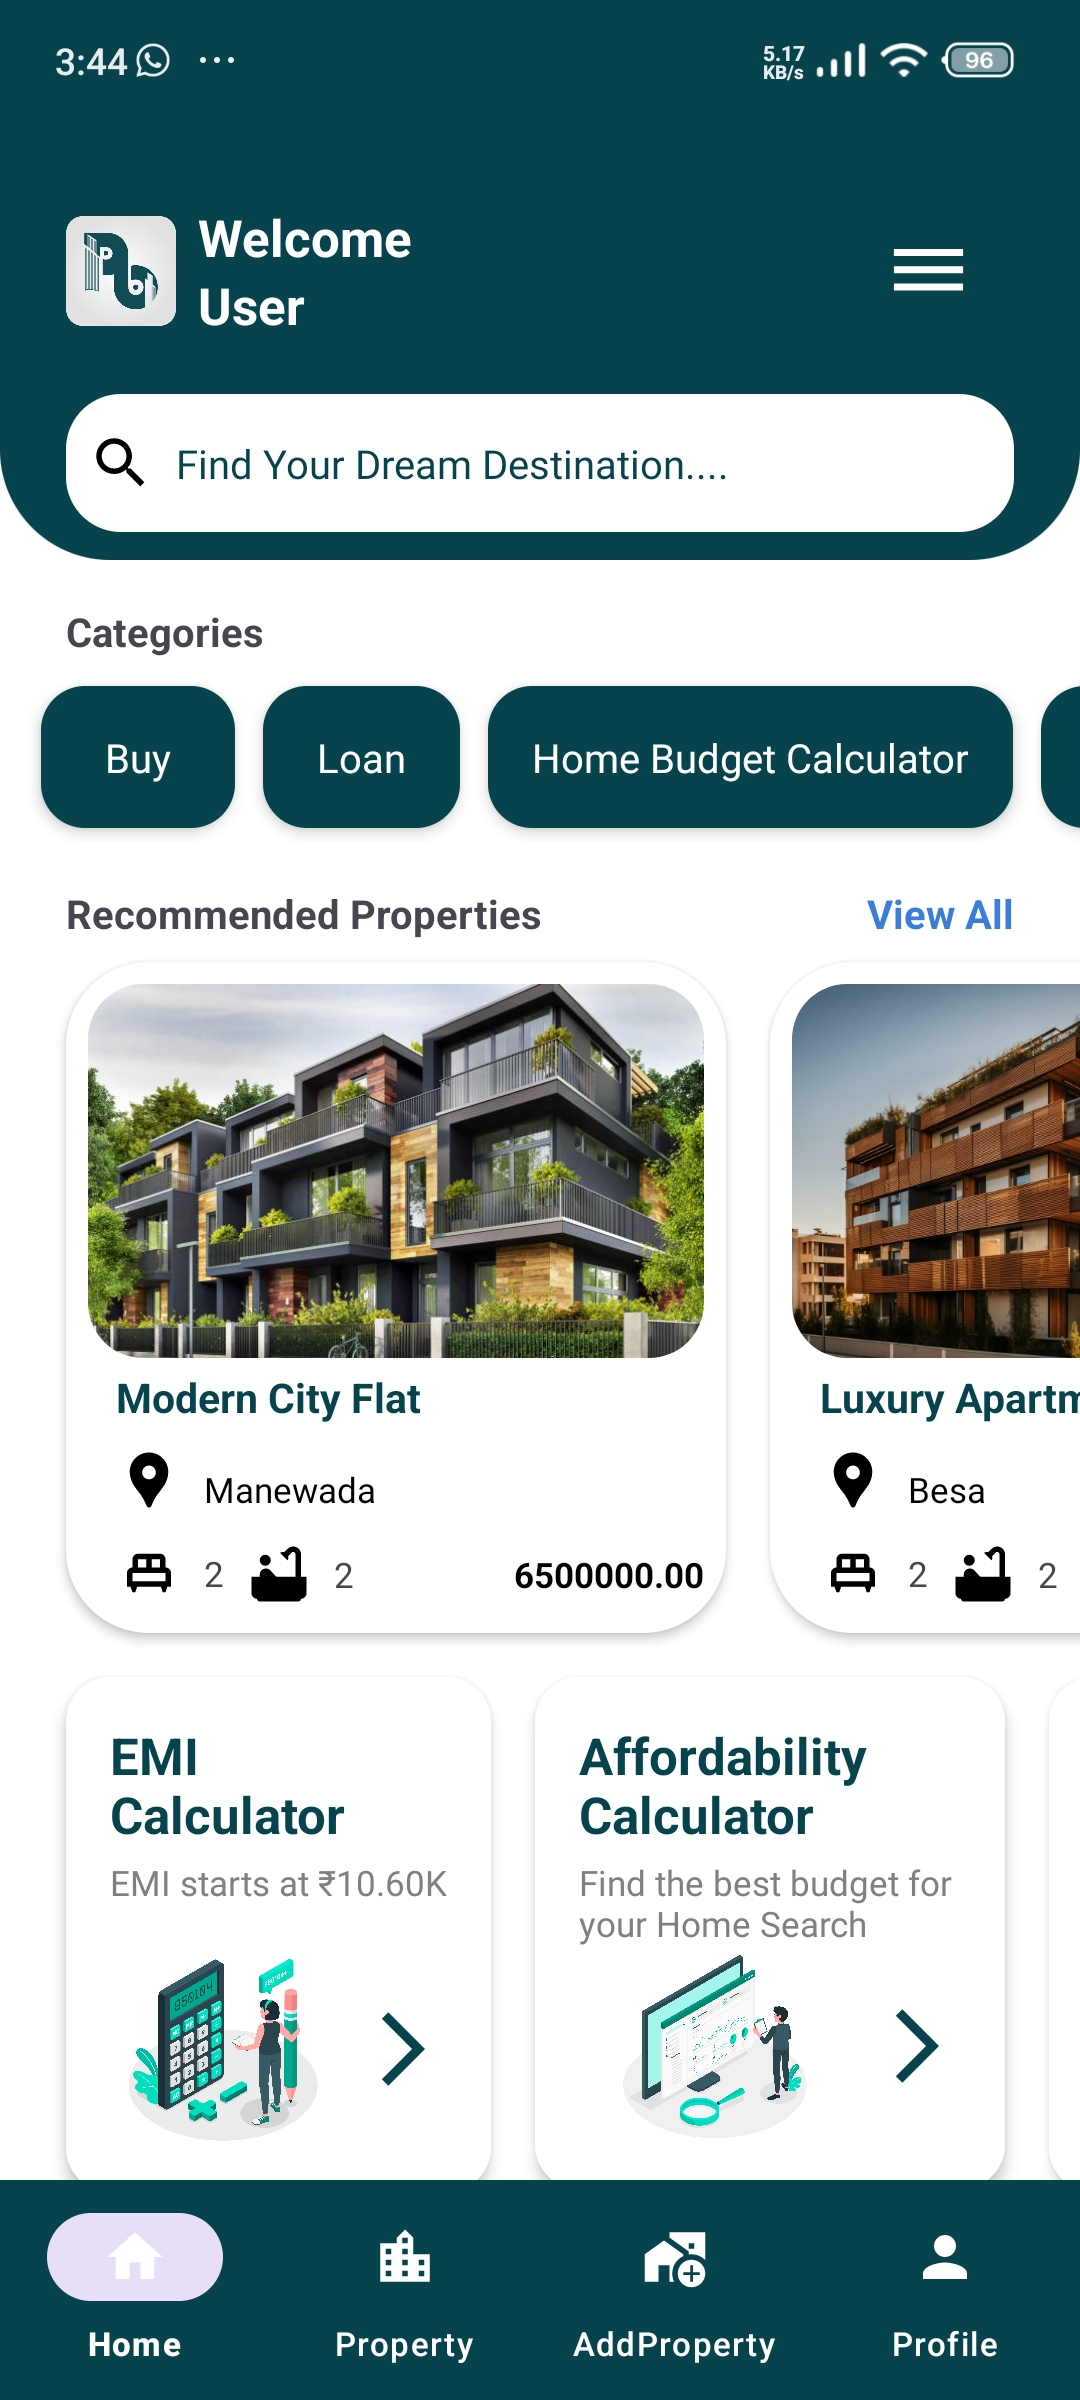 3:44
5.17
KB/s
96
Welcome
User
Find Your Dream Destination....
Categories
Buy
Loan
Home Budget Calculator
Recommended Properties
View All
Modern City Flat
Manewada
2
2
6500000.00
Luxury Apartm
Besa
2
2
EMI
Calculator
EMI starts at ₹10.60K
Affordability
Calculator
Find the best budget for
your Home Search
Home
Property
AddProperty
Profile